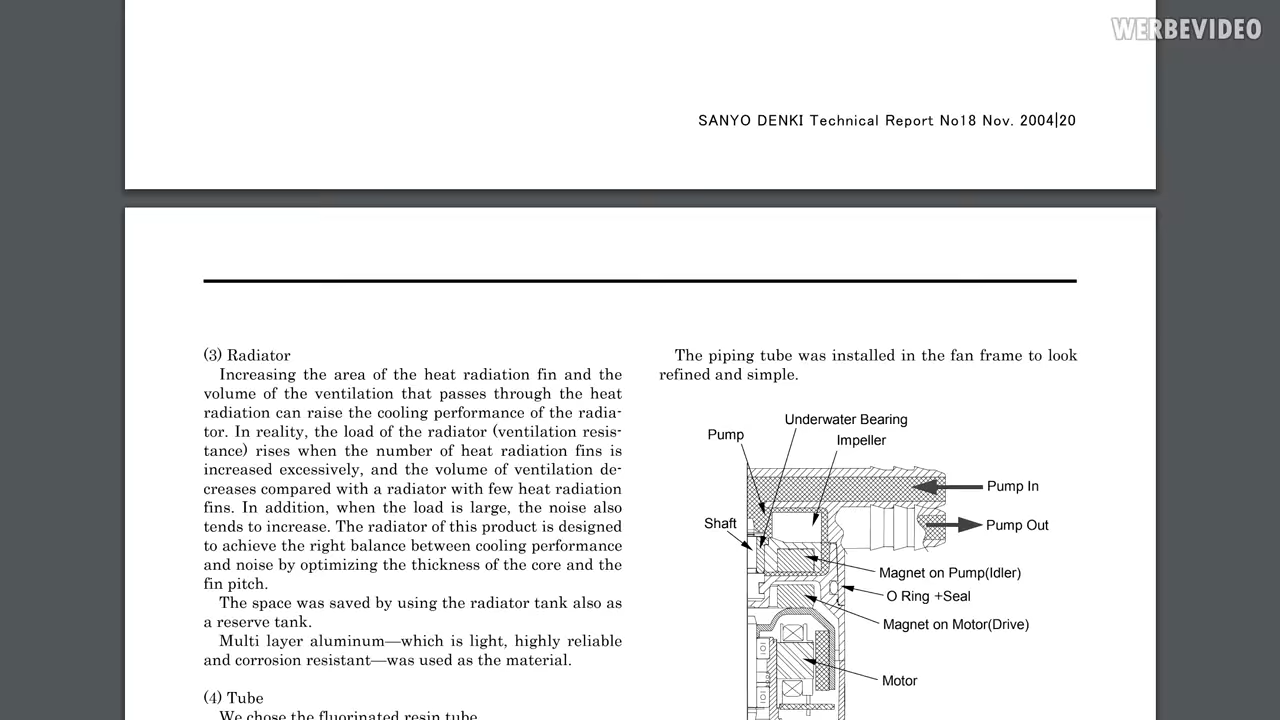 WERBEVIDEO
SANYO DENKI Technical Report No18 Nov. 2004|20
(3) Radiator
Increasing the area of the heat radiation fin and the
volume of the ventilation that passes through the heat
radiation can raise the cooling performance of the radia-
tor. In reality, the load of the radiator (ventilation resis-
tance) rises when the number of heat radiation fins is
increased excessively, and the volume of ventilation de-
creases compared with a radiator with few heat radiation
fins. In addition, when the load is large, the noise also
tends to increase. The radiator of this product is designed
to achieve the right balance between cooling performance
and noise by optimizing the thickness of the core and the
fin pitch.
The space was saved by using the radiator tank also as
a reserve tank.
Multi layer aluminum—which is light, highly reliable
and corrosion resistant—was used as the material.
(4) Tube
We chose the fluorinated resin tube
The piping tube was installed in the fan frame to look
refined and simple.
Underwater Bearing
Pump
Impeller
Pump In
Shaft
Pump Out
Magnet on Pump(Idler)
O Ring +Seal
Magnet on Motor(Drive)
Motor